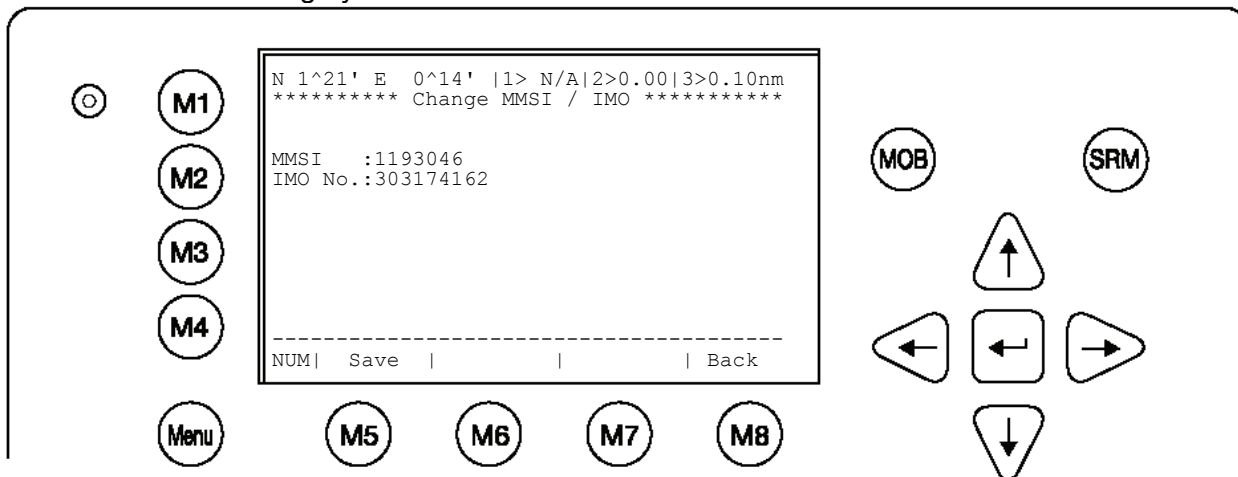 N 1^21' E 0^14' |1> N/A|2>0.00|3>0.10nm
********** Change MMSI / IMO ***********
MMSI :1193046
IMO No.:303174162
----------------------------------------
NUM| Save | | | Back
M1
M2
M3
M4
Menu
M5
M6
M7
M8
MOB
SRM